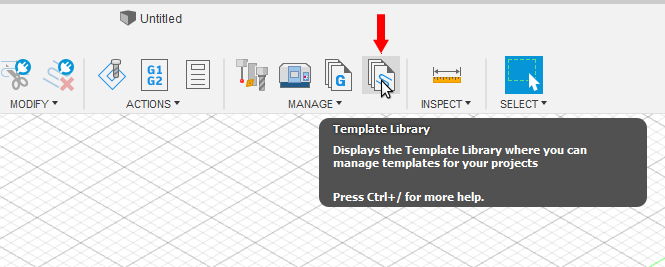 Untitled
G1
G2
G
MODIFY
ACTIONS
MANAGE
INSPECT
SELECT
Template Library
Displays the Template Library where you can
manage templates for your projects
Press Ctrl+/ for more help.